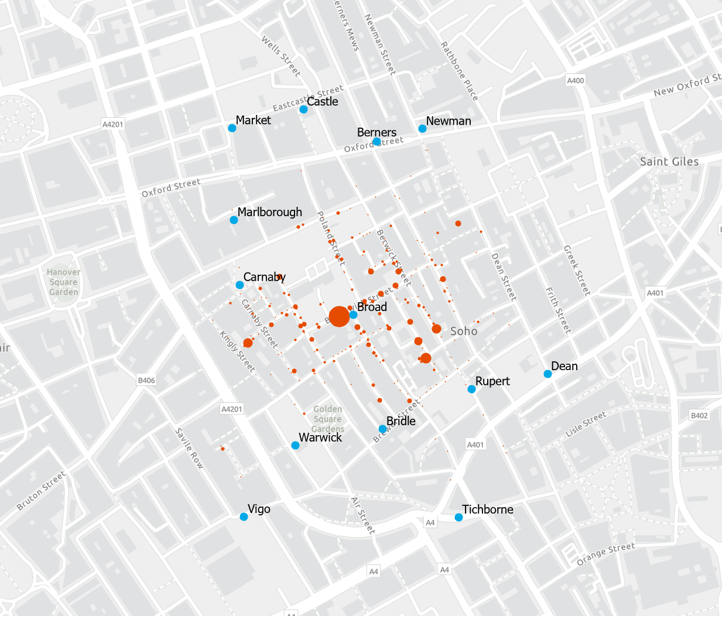 Berners Mews
Newman Street
Wells Street
Rathbone Place
A400
New Oxford St
Castle
Eastcastle Street
Market
A4201
Newman
Berners
Oxford Street
Saint Giles
Oxford Street
Marlborough
Poland Street
Berwick Street
Dean Street
Greek Street
Hanover
Square
Garden
Carnaby
Frith Street
A401
Carnaby Street
Broad
Kingly Street
Soho
Dean
B406
Rupert
A4201
Golden
Square
Gardens
Bridle
B402
Lisle Street
Warwick
A401
Savile Row
Bruton Street
Vigo
Air Street
Tichborne
A4
Orange Street
A4
A4